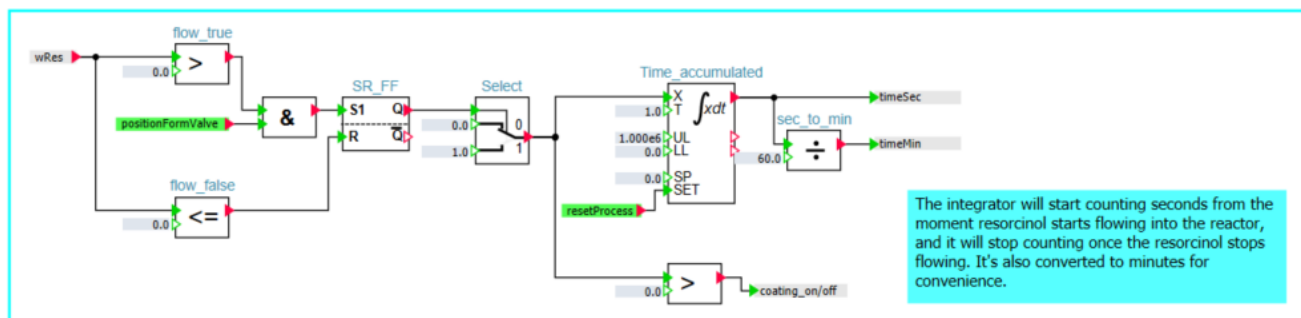 flow_true
wRes
0.0
>
SR_FF
Select
Time_accumulated
positionFormValve
&
S1 Q
R Q
0.0
0
1.0
1
X
T
1.0
∫xdt
UL
1.000e6
LL
0.0
SP
0.0
SET
resetProcess
timeSec
sec_to_min
60.0
÷
timeMin
flow_false
0.0
<=
0.0
>
coating_on/off
The integrator will start counting seconds from the
moment resorcinol starts flowing into the reactor,
and it will stop counting once the resorcinol stops
flowing. It's also converted to minutes for
convenience.